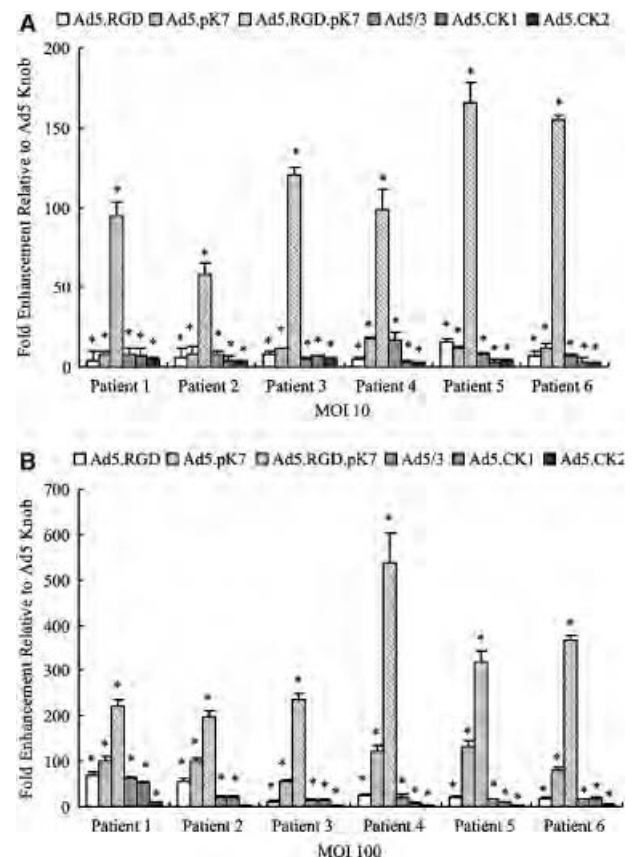 A
Ad5.RGD Ad5.pK7 Ad5.RGD.pK7 Ad5/3 Ad5.CK1 Ad5.CK2
Fold Enhancement Relative to Ad5 Knob
200
150
100
50
0
* * * * * * * * * * * * * * * * * * * * * * * * * * * * * * * * * * * *
Patient 1 Patient 2 Patient 3 Patient 4 Patient 5 Patient 6
MOI 10
B
Ad5.RGD Ad5.pK7 Ad5.RGD.pK7 Ad5/3 Ad5.CK1 Ad5.CK2
Fold Enhancement Relative to Ad5 Knob
700
600
500
400
300
200
100
0
Patient 1 Patient 2 Patient 3 Patient 4 Patient 5 Patient 6
MOI 100